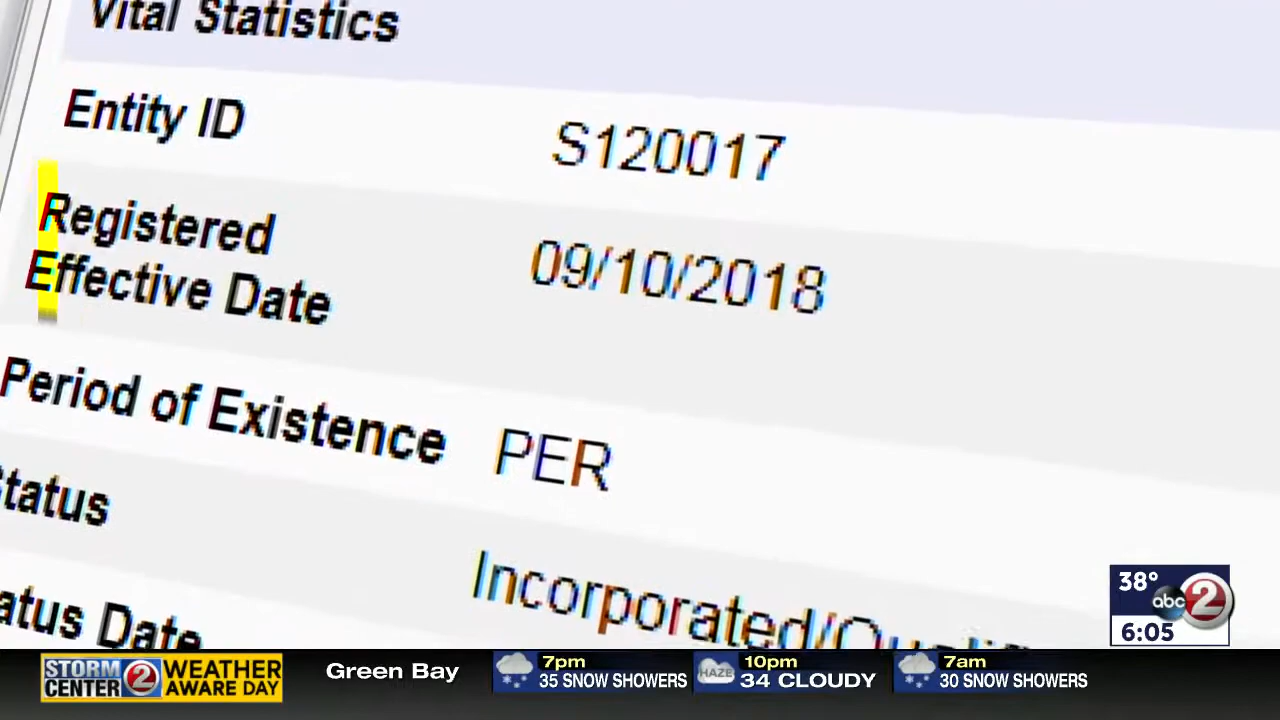 Vital Statistics
Entity ID
S120017
Registered
Effective Date
09/10/2018
Period of Existence
PER
Status
Incorporated/Qu
atus Date
38°
abc 2
6:05
STORM
CENTER
2
WEATHER
AWARE DAY
Green Bay
7pm
35 SNOW SHOWERS
HAZE
10pm
34 CLOUDY
7am
30 SNOW SHOWERS